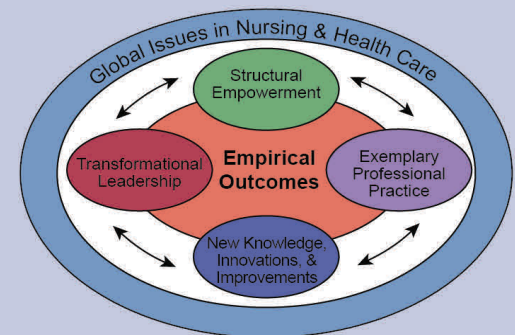 Global Issues in Nursing & Health Care
Structural
Empowerment
Transformational
Leadership
Empirical
Outcomes
Exemplary
Professional
Practice
New Knowledge,
Innovations, &
Improvements